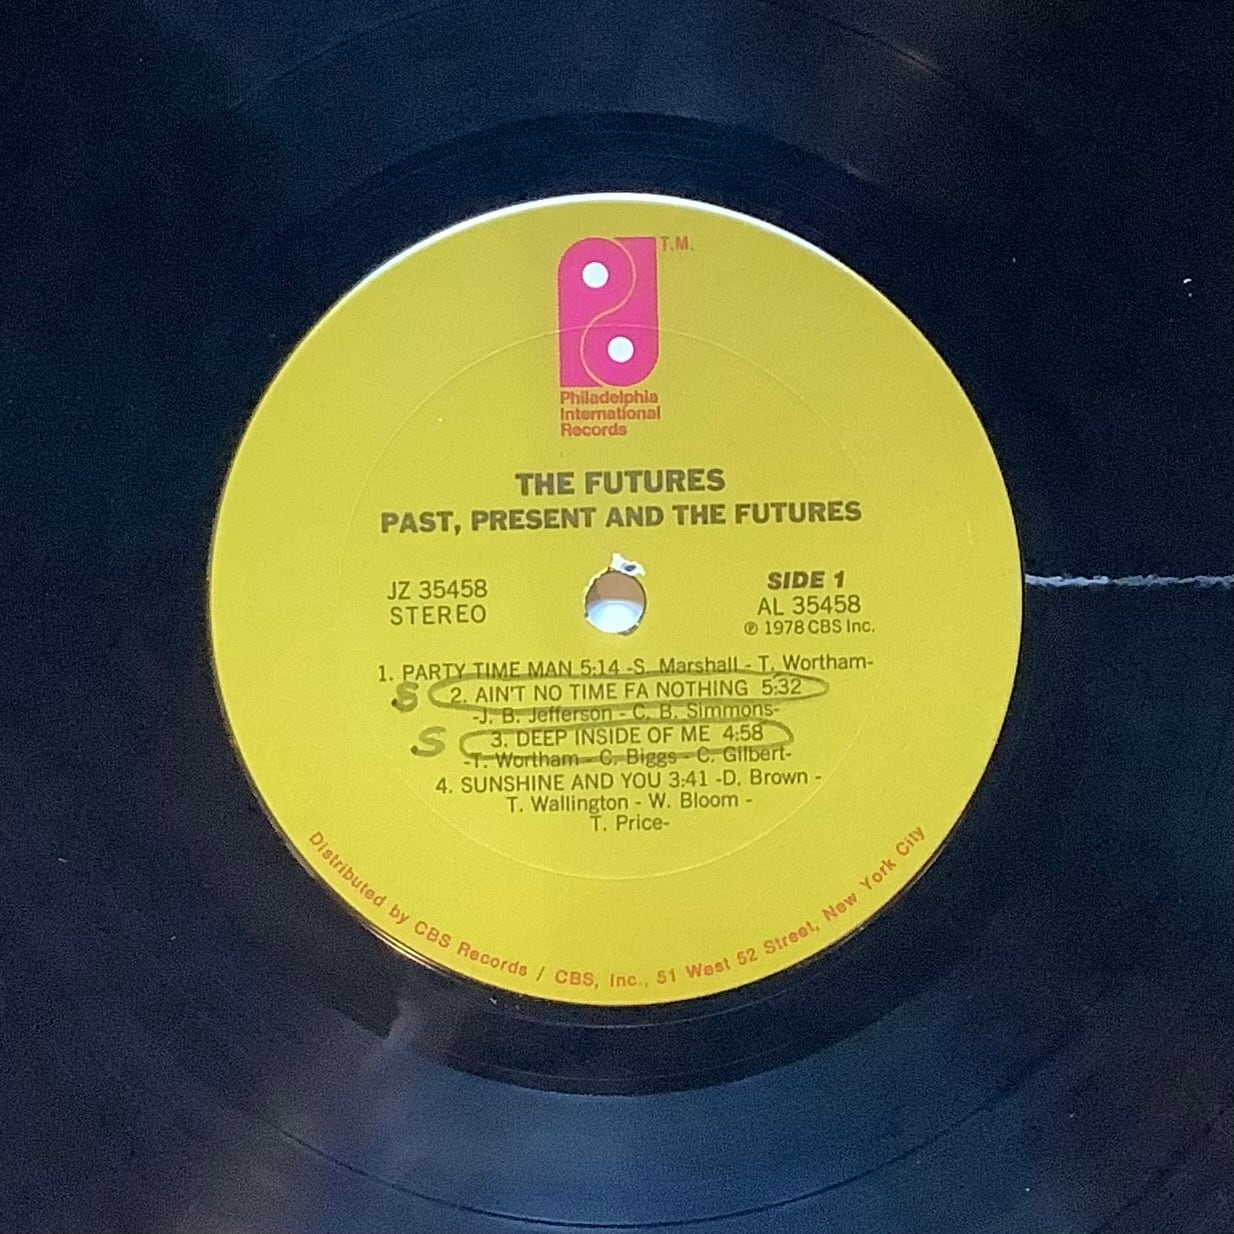 T.M.
Philadelphia
International
Records
THE FUTURES
PAST, PRESENT AND THE FUTURES
JZ 35458
STEREO
SIDE 1
AL 35458
℗ 1978 CBS Inc.
1. PARTY TIME MAN 5:14 -S. Marshall - T. Wortham-
S 2. AIN'T NO TIME FA NOTHING 5:32
-J. B. Jefferson - C. B. Simmons-
S 3. DEEP INSIDE OF ME 4:58
-T. Wortham - C. Biggs - C. Gilbert-
4. SUNSHINE AND YOU 3:41 -D. Brown -
T. Wallington - W. Bloom -
T. Price-
Distributed by CBS Records / CBS, Inc., 51 West 52 Street, New York City